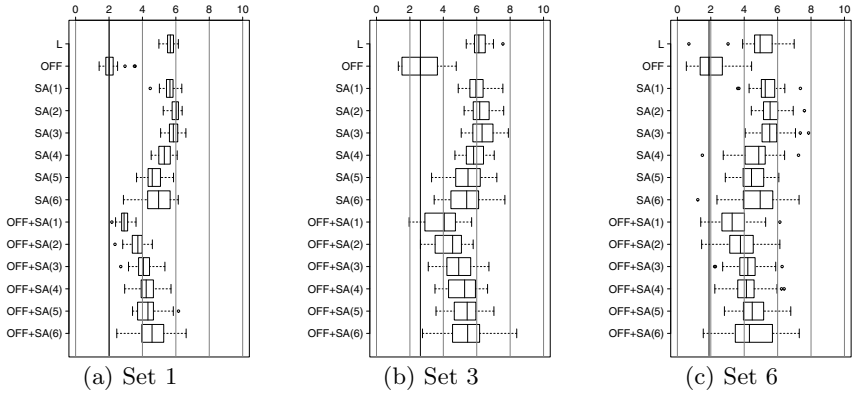 0 2 4 6 8 10
0 2 4 6 8 10
0 2 4 6 8 10
L
OFF
SA(1)
SA(2)
SA(3)
SA(4)
SA(5)
SA(6)
OFF+SA(1)
OFF+SA(2)
OFF+SA(3)
OFF+SA(4)
OFF+SA(5)
OFF+SA(6)
L
OFF
SA(1)
SA(2)
SA(3)
SA(4)
SA(5)
SA(6)
OFF+SA(1)
OFF+SA(2)
OFF+SA(3)
OFF+SA(4)
OFF+SA(5)
OFF+SA(6)
L
OFF
SA(1)
SA(2)
SA(3)
SA(4)
SA(5)
SA(6)
OFF+SA(1)
OFF+SA(2)
OFF+SA(3)
OFF+SA(4)
OFF+SA(5)
OFF+SA(6)
(a) Set 1
(b) Set 3
(c) Set 6